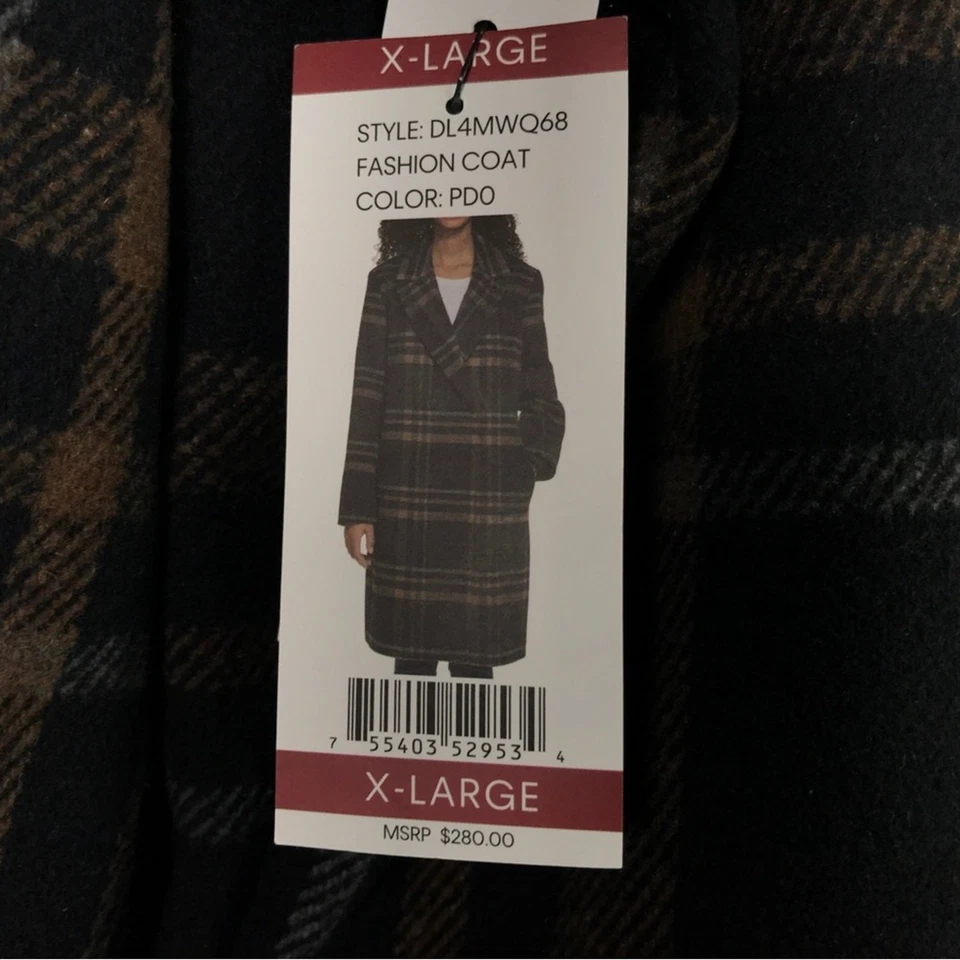 X-LARGE
STYLE: DL4MWQ68
FASHION COAT
COLOR: PD0
7 55403 52953 4
X-LARGE
MSRP $280.00